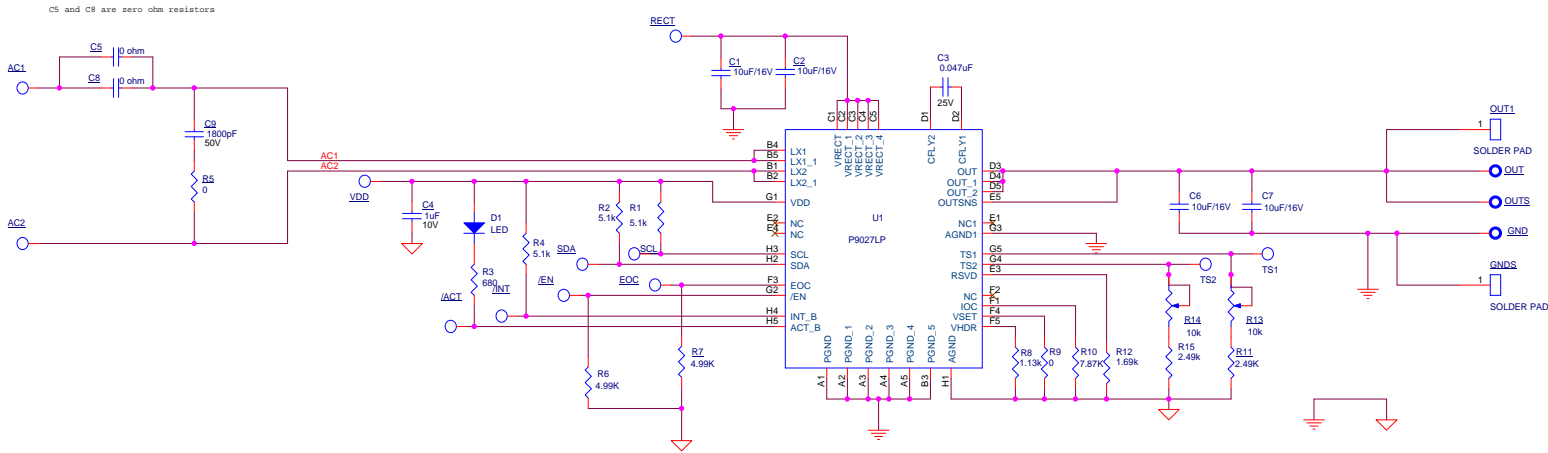 C5 and C8 are zero ohm resistors
RECT
C5
0 ohm
AC1
C8
0 ohm
C1
10uF/16V
C2
10uF/16V
C3
0.047uF
25V
C9
1800pF
50V
R5
0
AC1
AC2
AC2
VDD
C4
1uF
10V
D1
LED
R3
680
/ACT
/INT
R4
5.1k
SDA
/EN
R2
5.1k
R1
5.1k
SCL
EOC
R6
4.99K
R7
4.99K
C1
C2
C3
C4
C5
D1
D2
VRECT
VRECT_1
VRECT_2
VRECT_3
VRECT_4
CFLY2
CFLY1
B4
LX1
B5
LX1_1
B1
LX2
B2
LX2_1
G1
VDD
E2
NC
E4
NC
H3
SCL
H2
SDA
F3
EOC
G2
/EN
H4
INT_B
H5
ACT_B
U1
P9027LP
OUT
D3
OUT_1
D4
OUT_2
D5
OUTSNS
E5
NC1
E1
AGND1
G3
TS1
G5
TS2
G4
RSVD
E3
NC
F2
IOC
F1
VSET
F4
VHDR
F5
PGND
PGND_1
PGND_2
PGND_3
PGND_4
PGND_5
AGND
A1
A2
A3
A4
A5
B3
H1
R8
1.13k
R9
0
R10
7.87K
R12
1.69k
R14
10k
R15
2.49k
R13
10k
R11
2.49K
TS2
TS1
C6
10uF/16V
C7
10uF/16V
OUT1
1
SOLDER PAD
OUT
OUTS
GND
GNDS
1
SOLDER PAD